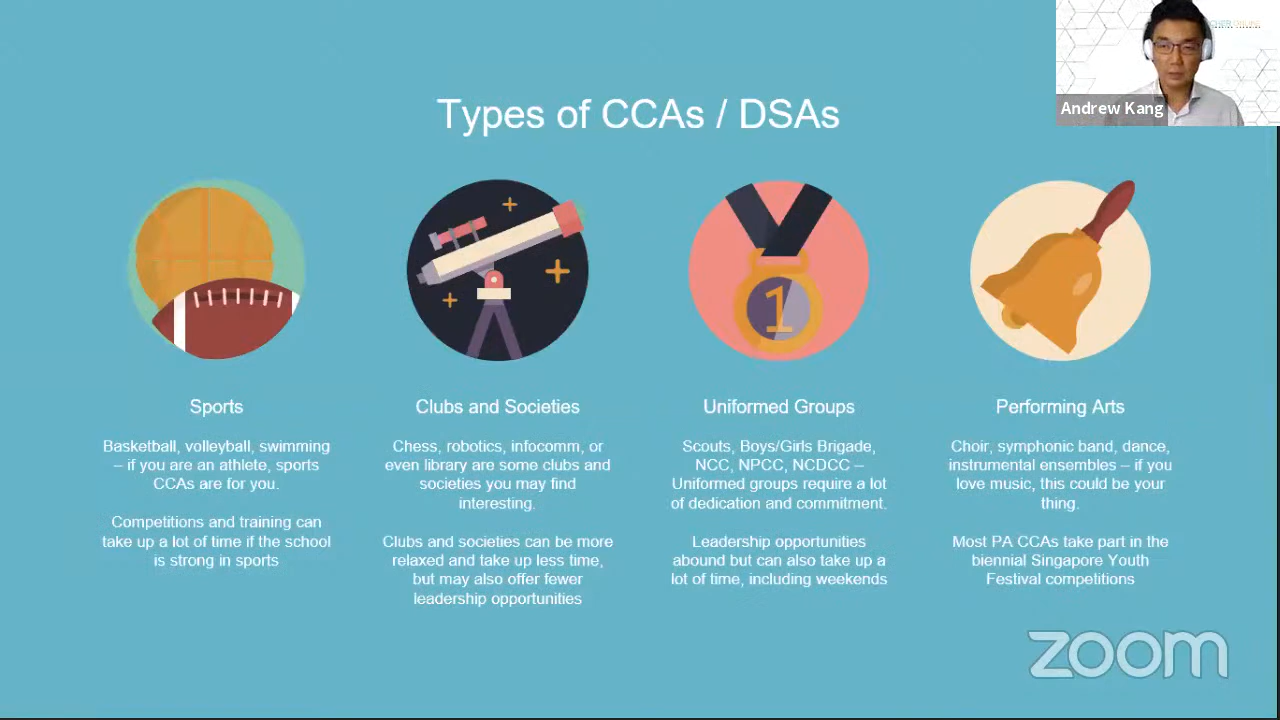 Andrew Kang
Types of CCAs / DSAs
1
Sports
Basketball, volleyball, swimming
– if you are an athlete, sports
CCAs are for you.
Competitions and training can
take up a lot of time if the school
is strong in sports
Clubs and Societies
Chess, robotics, infocomm, or
even library are some clubs and
societies you may find
interesting.
Clubs and societies can be more
relaxed and take up less time,
but may also offer fewer
leadership opportunities
Uniformed Groups
Scouts, Boys/Girls Brigade,
NCC, NPCC, NCDCC –
Uniformed groups require a lot
of dedication and commitment.
Leadership opportunities
abound but can also take up a
lot of time, including weekends
Performing Arts
Choir, symphonic band, dance,
instrumental ensembles – if you
love music, this could be your
thing.
Most PA CCAs take part in the
biennial Singapore Youth
Festival competitions
zoom